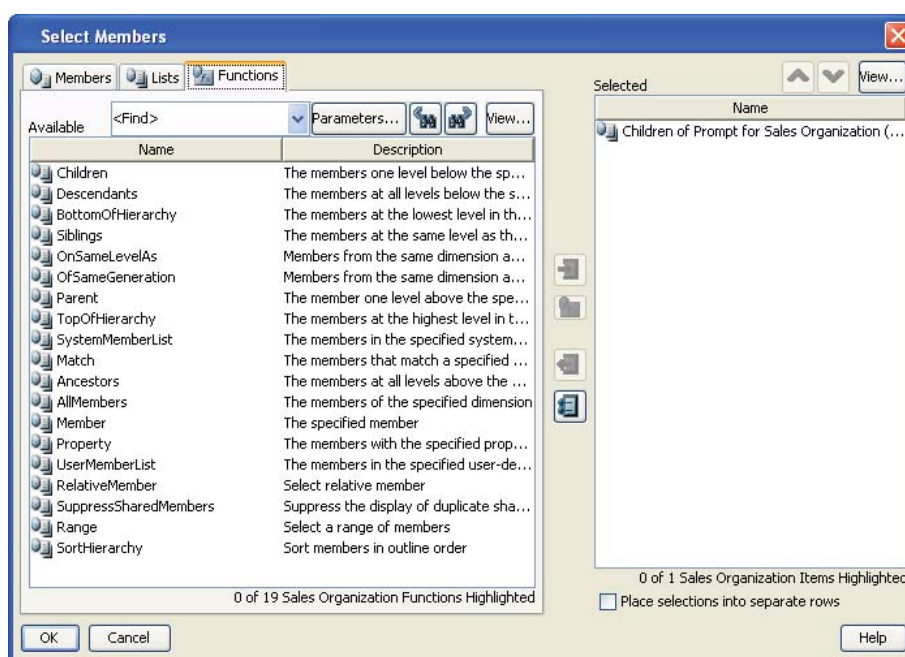 Select Members
Members Lists Functions
Selected View...
Available <Find> Parameters... View...
Name Description
Name
Children of Prompt for Sales Organization (...
Children The members one level below the sp...
Descendants The members at all levels below the s...
BottomOfHierarchy The members at the lowest level in th...
Siblings The members at the same level as th...
OnSameLevelAs Members from the same dimension a...
OfSameGeneration Members from the same dimension a...
Parent The member one level above the spe...
TopOfHierarchy The members at the highest level in t...
SystemMemberList The members in the specified system...
Match The members that match a specified ...
Ancestors The members at all levels above the ...
AllMembers The members of the specified dimension
Member The specified member
Property The members with the specified prop...
UserMemberList The members in the specified user-de...
RelativeMember Select relative member
SuppressSharedMembers Suppress the display of duplicate sha...
Range Select a range of members
SortHierarchy Sort members in outline order
0 of 19 Sales Organization Functions Highlighted
0 of 1 Sales Organization Items Highlighted
Place selections into separate rows
OK Cancel Help